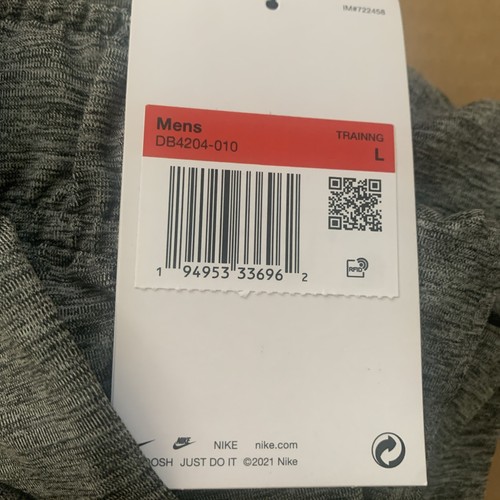 IM#722458
Mens
TRAINNG
DB4204-010
L
1 94953 33696 2
RFID
NIKE nike.com
OSH JUST DO IT ©2021 Nike